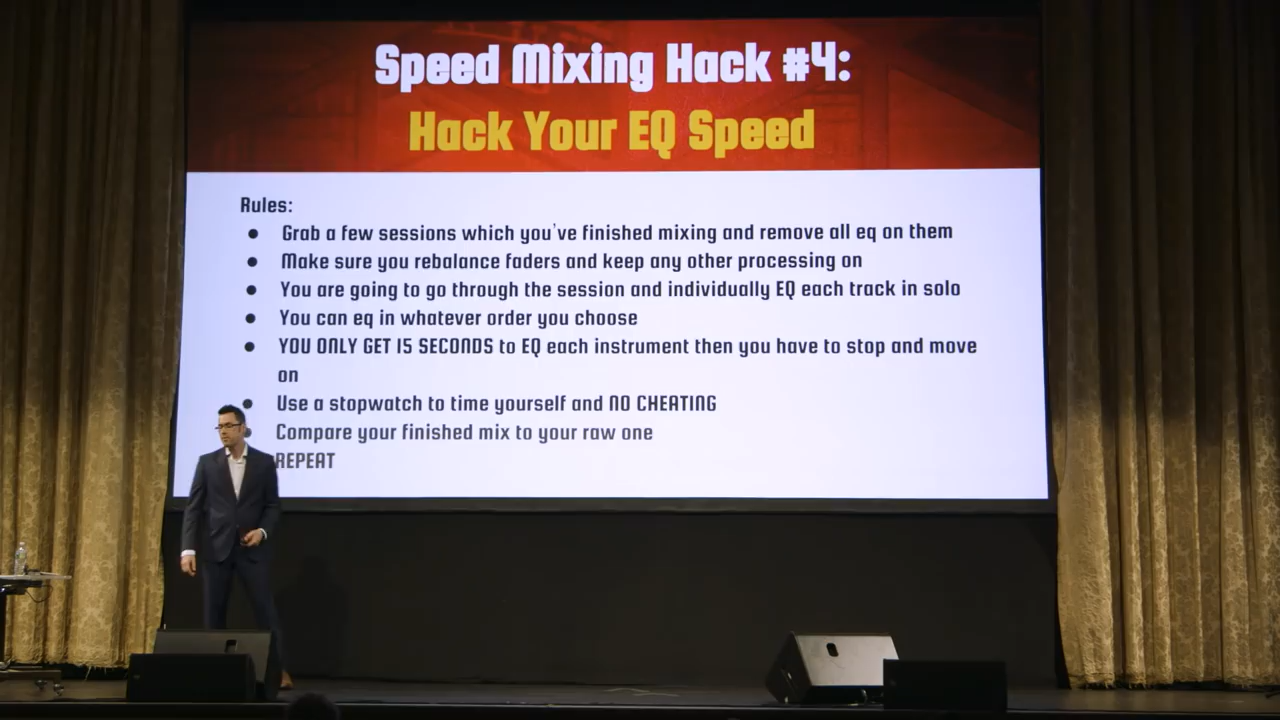 Speed Mixing Hack #4:
Hack Your EQ Speed
Rules:
● Grab a few sessions which you've finished mixing and remove all eq on them
● Make sure you rebalance faders and keep any other processing on
● You are going to go through the session and individually EQ each track in solo
● You can eq in whatever order you choose
● YOU ONLY GET 15 SECONDS to EQ each instrument then you have to stop and move
on
● Use a stopwatch to time yourself and NO CHEATING
Compare your finished mix to your raw one
REPEAT